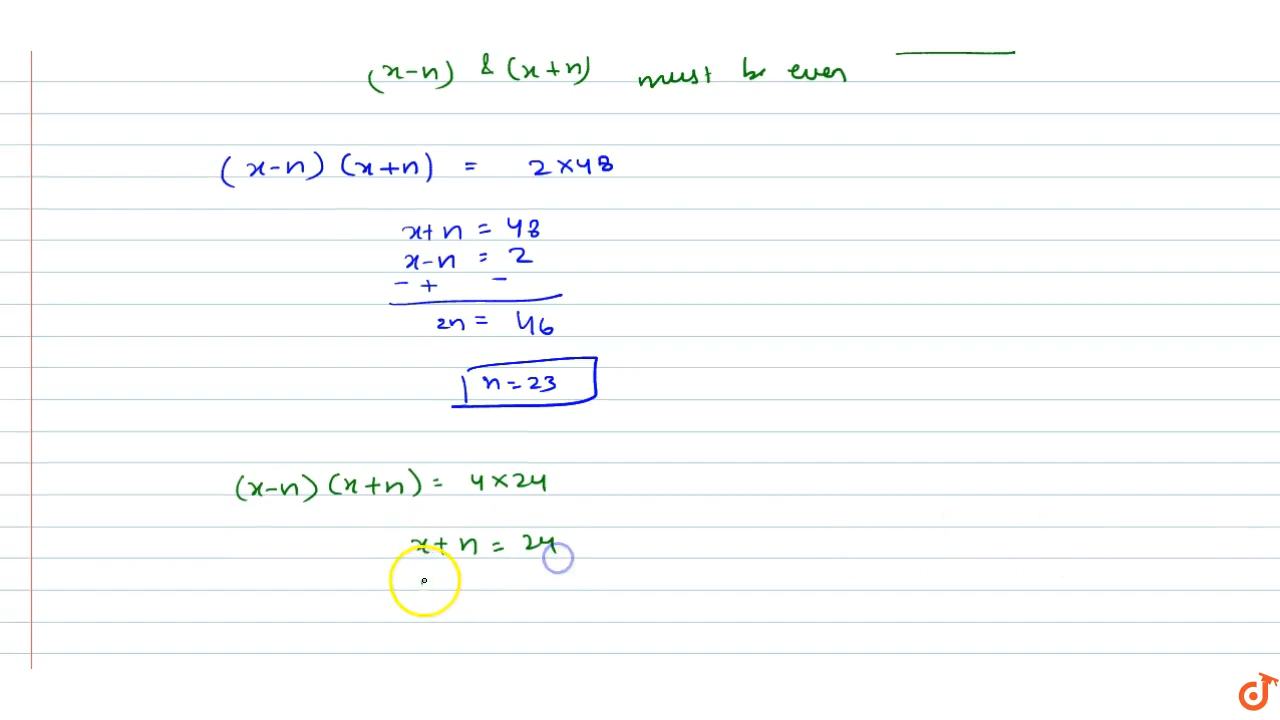 (x-n) & (x+n) must be even
(x-n) (x+n) = 2×48
x+n = 48
x-n = 2
- + -
2n = 46
n = 23
(x-n) (x+n) = 4×24
x+n = 24